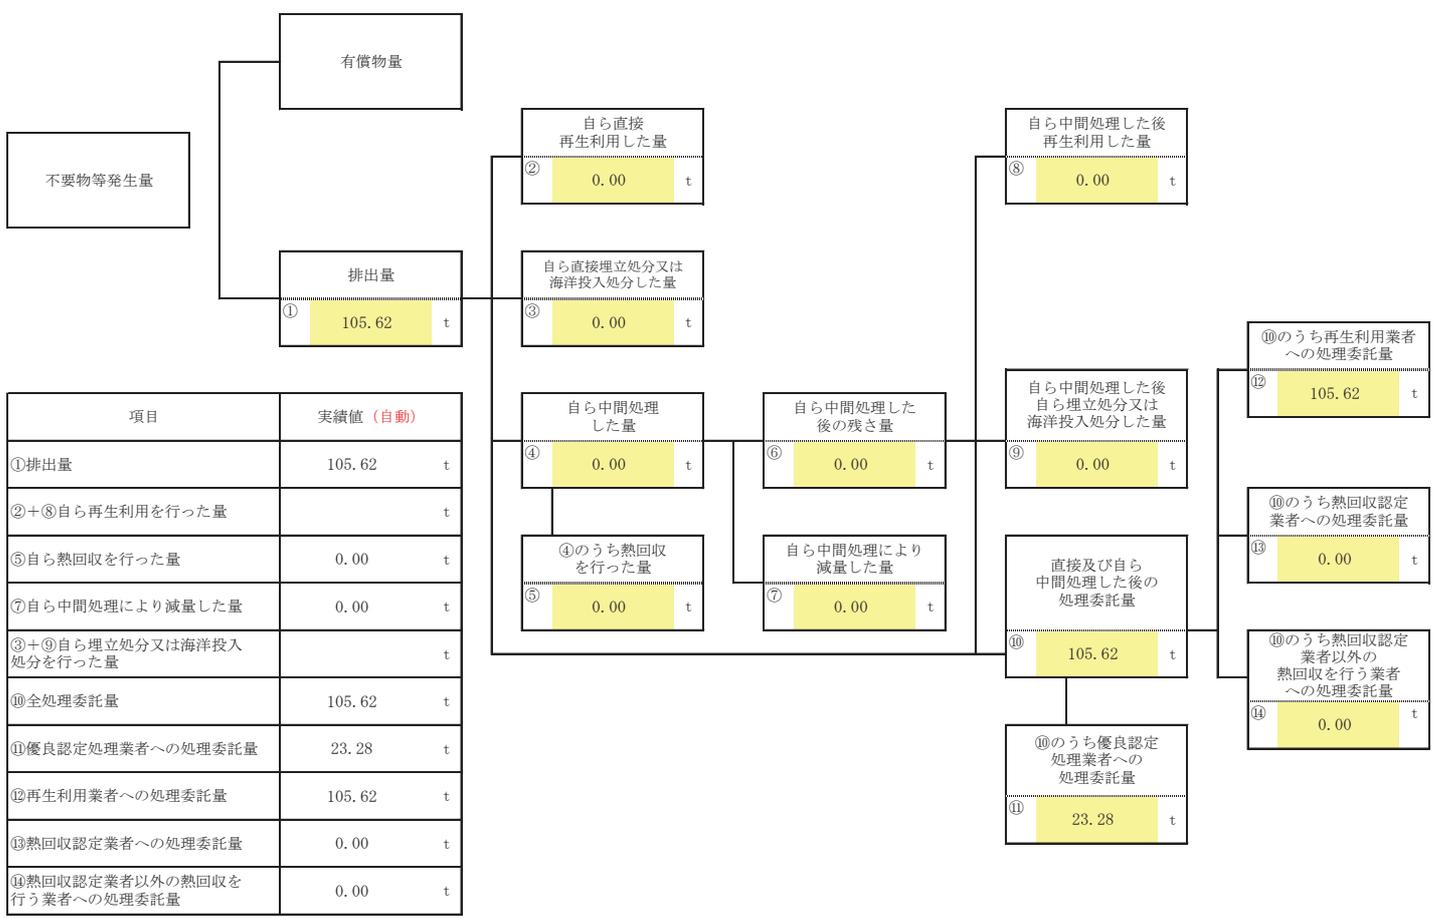 有償物量
不要物等発生量
排出量
① 105.62 t
自ら直接
再生利用した量
② 0.00 t
自ら直接埋立処分又は
海洋投入処分した量
③ 0.00 t
自ら中間処理
した量
④ 0.00 t
④のうち熱回収
を行った量
⑤ 0.00 t
自ら中間処理した
後の残さ量
⑥ 0.00 t
自ら中間処理により
減量した量
⑦ 0.00 t
自ら中間処理した後
再生利用した量
⑧ 0.00 t
自ら中間処理した後
自ら埋立処分又は
海洋投入処分した量
⑨ 0.00 t
直接及び自ら
中間処理した後の
処理委託量
⑩ 105.62 t
⑩のうち優良認定
処理業者への
処理委託量
⑪ 23.28 t
⑩のうち再生利用業者
への処理委託量
⑫ 105.62 t
⑩のうち熱回収認定
業者への処理委託量
⑬ 0.00 t
⑩のうち熱回収認定
業者以外の
熱回収を行う業者
への処理委託量
⑭ 0.00 t
項目 実績値（自動）
①排出量 105.62 t
②＋⑧自ら再生利用を行った量 t
⑤自ら熱回収を行った量 0.00 t
⑦自ら中間処理により減量した量 0.00 t
③＋⑨自ら埋立処分又は海洋投入
処分を行った量 t
⑩全処理委託量 105.62 t
⑪優良認定処理業者への処理委託量 23.28 t
⑫再生利用業者への処理委託量 105.62 t
⑬熱回収認定業者への処理委託量 0.00 t
⑭熱回収認定業者以外の熱回収を
行う業者への処理委託量 0.00 t